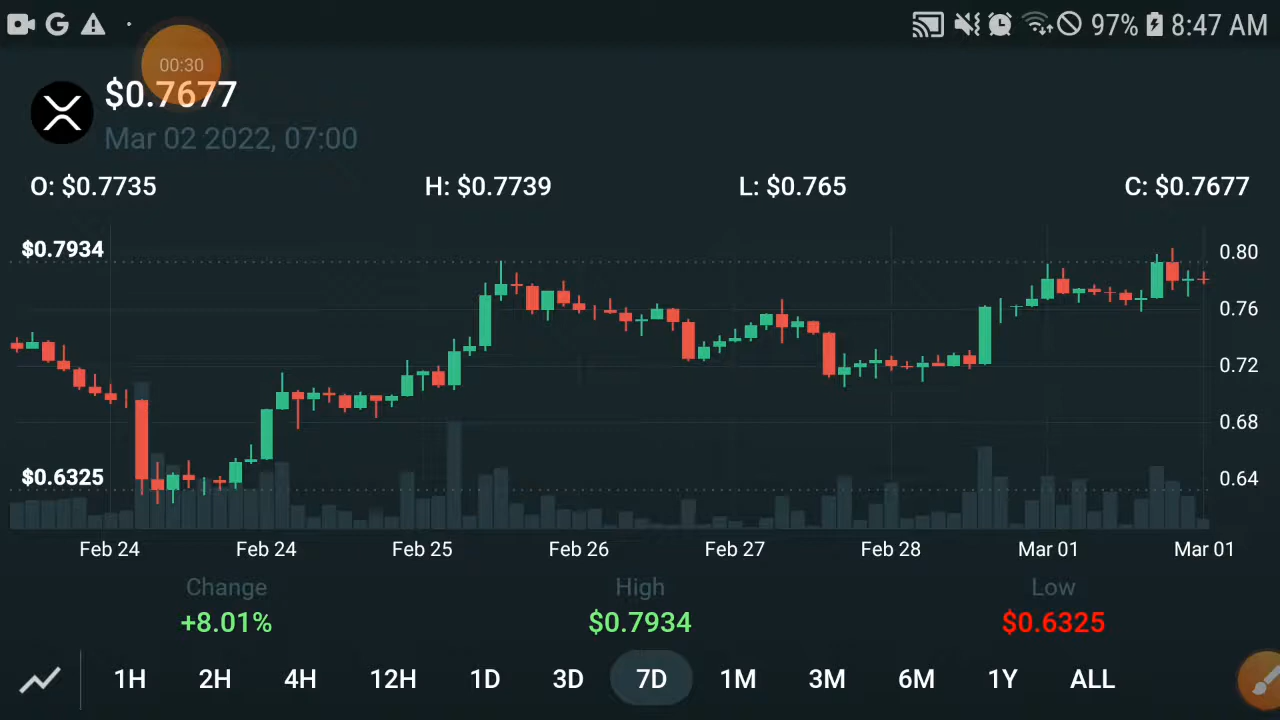 97% 8:47 AM
00:30
$0.7677
Mar 02 2022, 07:00
O: $0.7735 H: $0.7739 L: $0.765 C: $0.7677
$0.7934
0.80
0.76
0.72
0.68
$0.6325
0.64
Feb 24 Feb 24 Feb 25 Feb 26 Feb 27 Feb 28 Mar 01 Mar 01
Change High Low
+8.01% $0.7934 $0.6325
1H 2H 4H 12H 1D 3D 7D 1M 3M 6M 1Y ALL